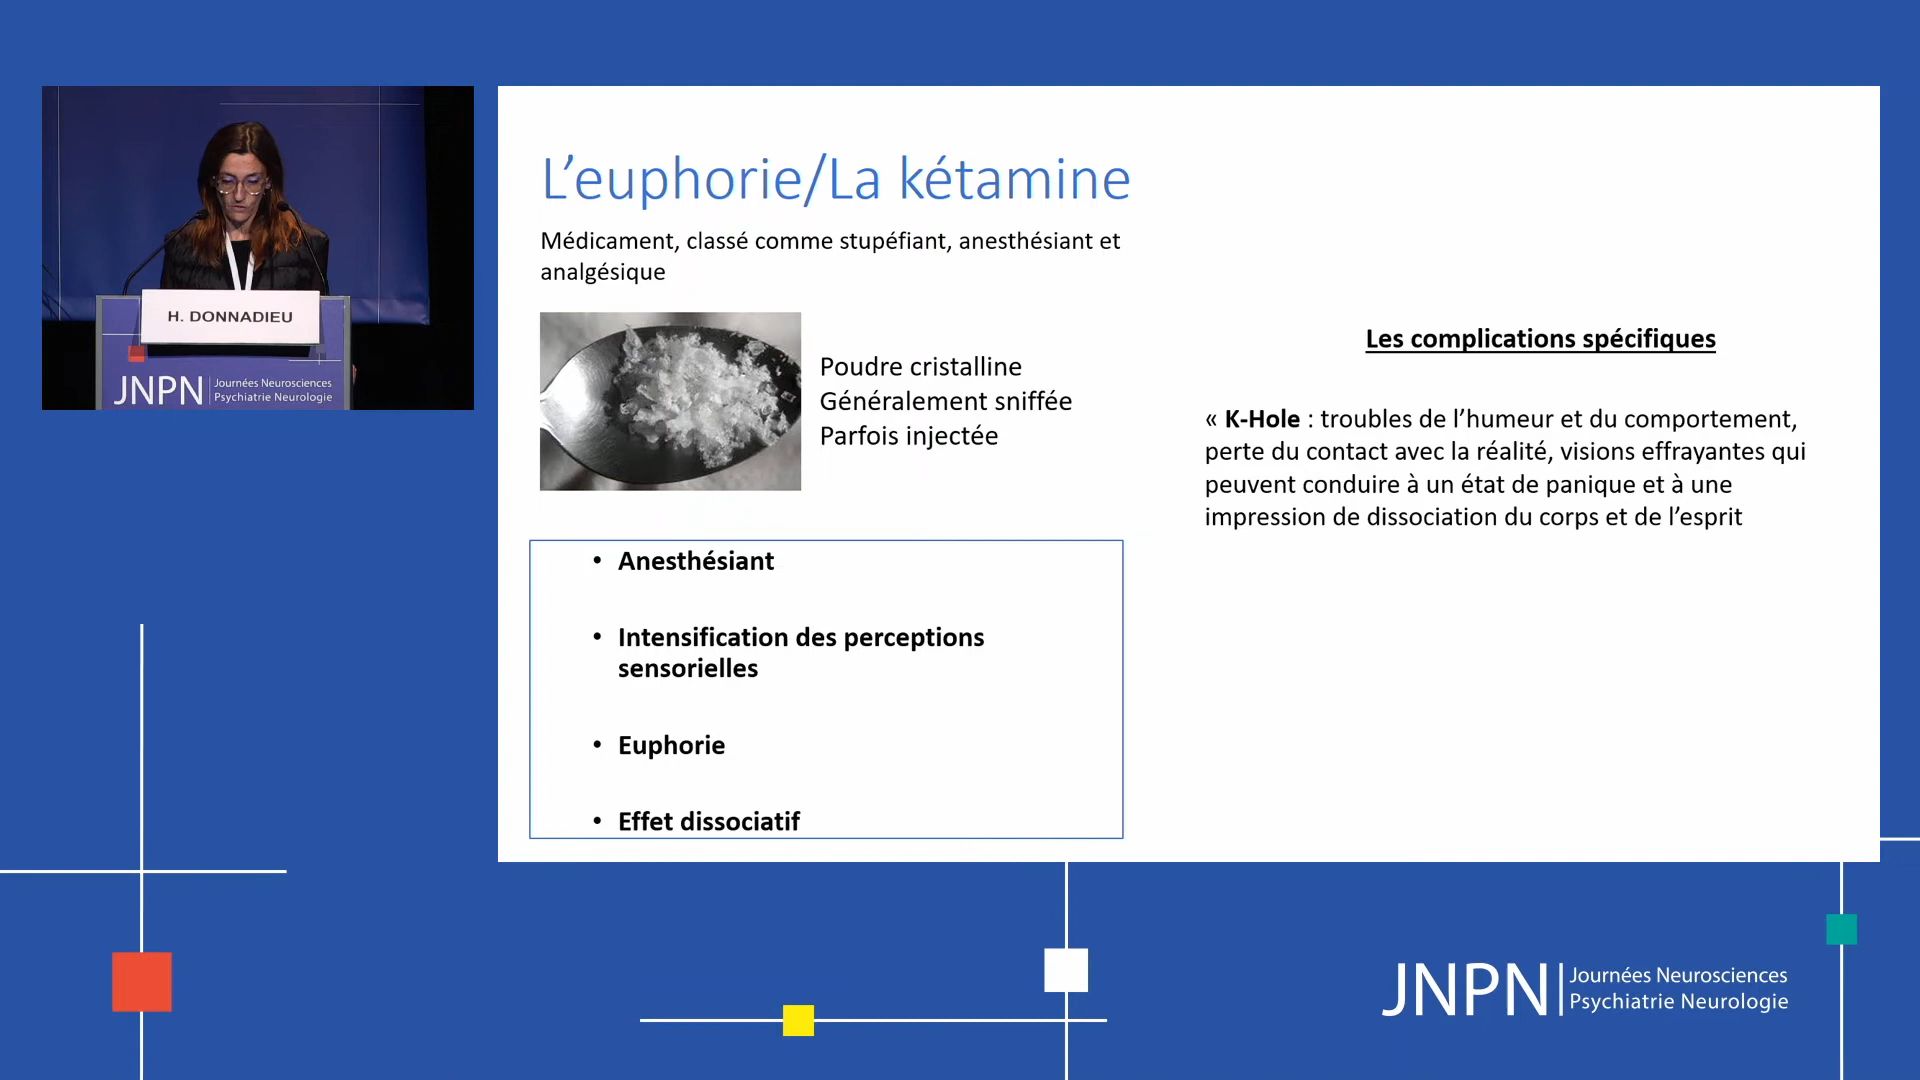 H. DONNADIEU
JNPN Journées Neurosciences
Psychiatrie Neurologie
L’euphorie/La kétamine
Médicament, classé comme stupéfiant, anesthésiant et
analgésique
Poudre cristalline
Généralement sniffée
Parfois injectée
• Anesthésiant
• Intensification des perceptions
sensorielles
• Euphorie
• Effet dissociatif
Les complications spécifiques
« K-Hole : troubles de l’humeur et du comportement,
perte du contact avec la réalité, visions effrayantes qui
peuvent conduire à un état de panique et à une
impression de dissociation du corps et de l’esprit
JNPN Journées Neurosciences
Psychiatrie Neurologie